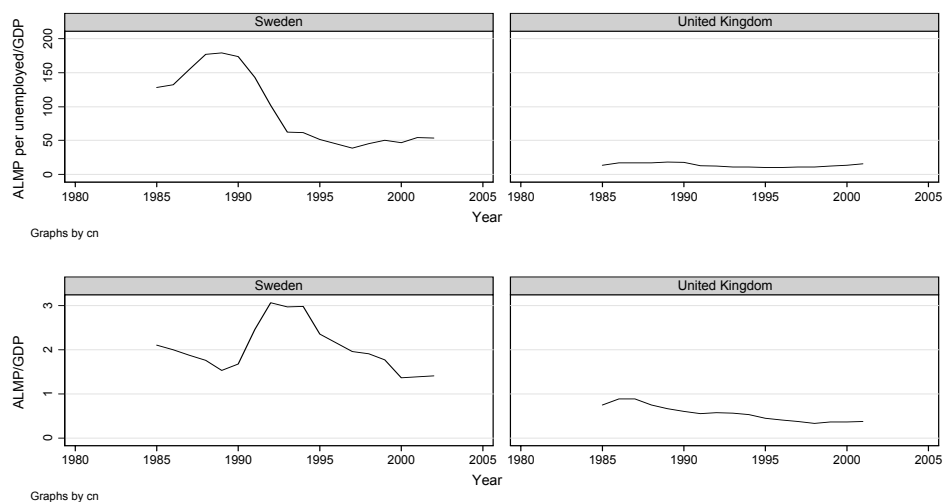 Sweden
United Kingdom
ALMP per unemployed/GDP
200
150
100
50
0
1980 1985 1990 1995 2000 2005
1980 1985 1990 1995 2000 2005
Year
Graphs by cn
Sweden
United Kingdom
ALMP/GDP
3
2
1
0
1980 1985 1990 1995 2000 2005
1980 1985 1990 1995 2000 2005
Year
Graphs by cn